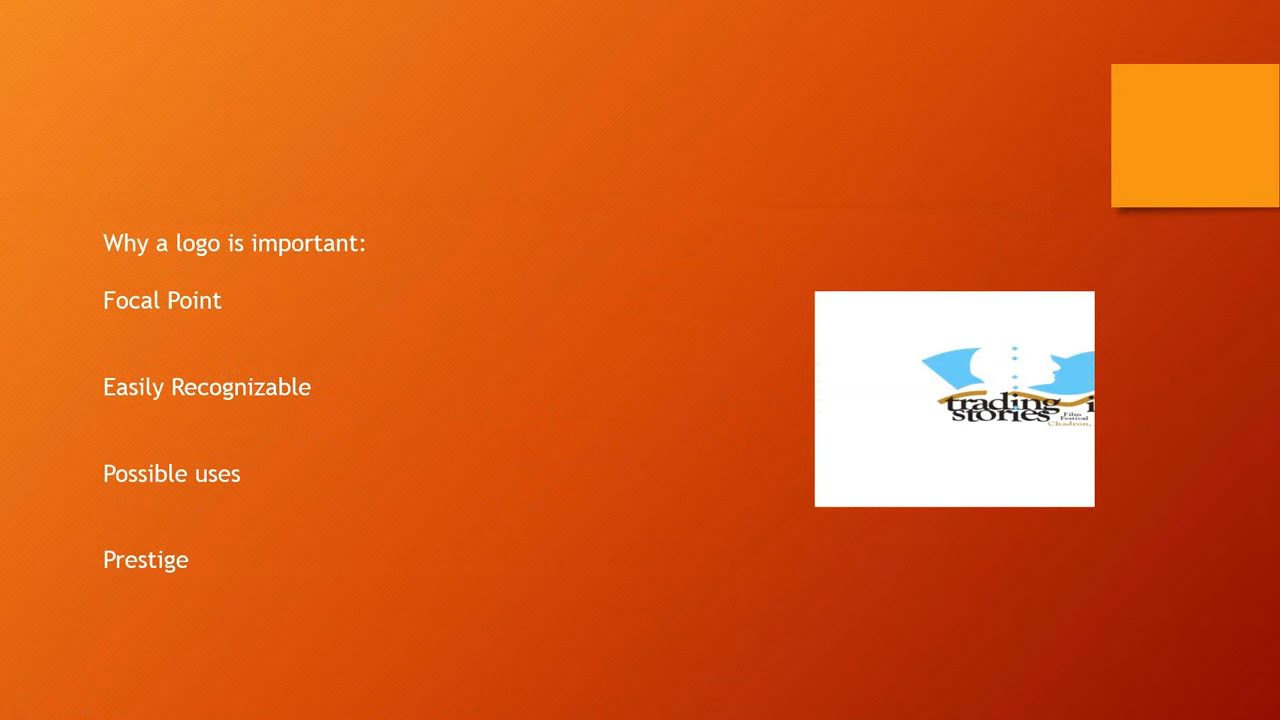 Why a logo is important:
Focal Point
Easily Recognizable
Possible uses
Prestige
trading
stories
Film
Festival
Chadron,